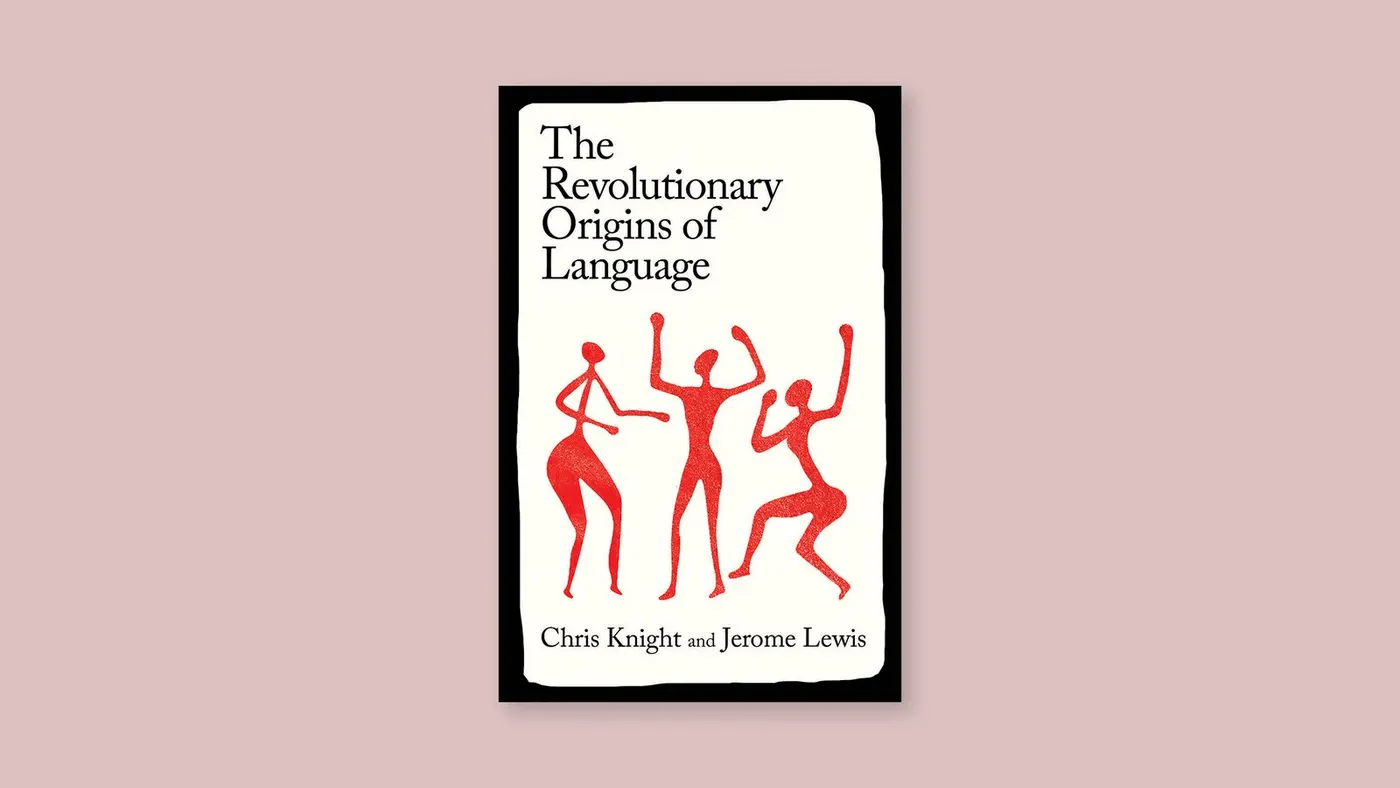 The
Revolutionary
Origins of
Language
Chris Knight and Jerome Lewis